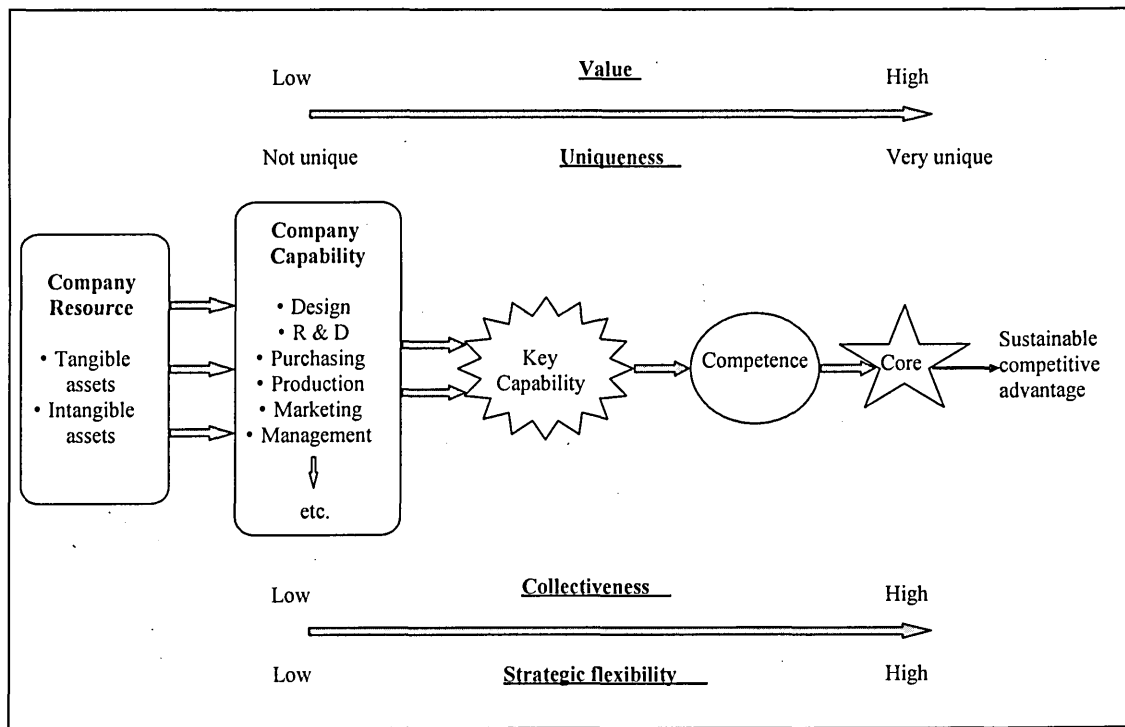 Value
Low High
Not unique Uniqueness Very unique
Company
Resource
• Tangible
assets
• Intangible
assets
Company
Capability
• Design
• R & D
• Purchasing
• Production
• Marketing
• Management
etc.
Key
Capability
Competence
Core
Sustainable
competitive
advantage
Low Collectiveness High
Low Strategic flexibility High